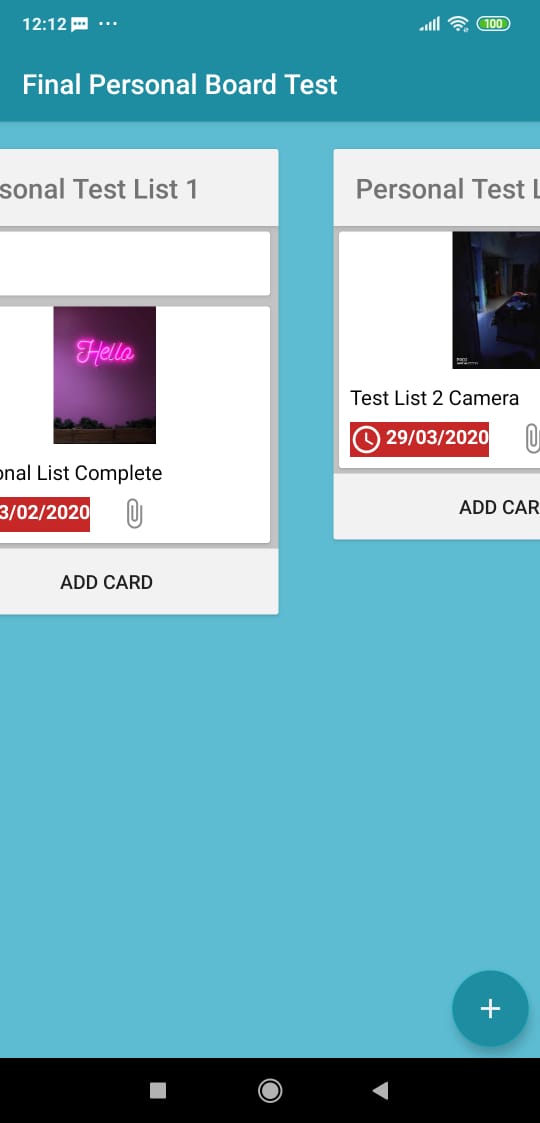 12:12
100
Final Personal Board Test
sonal Test List 1
Hello
onal List Complete
3/02/2020
ADD CARD
Personal Test L
Test List 2 Camera
29/03/2020
ADD CAR